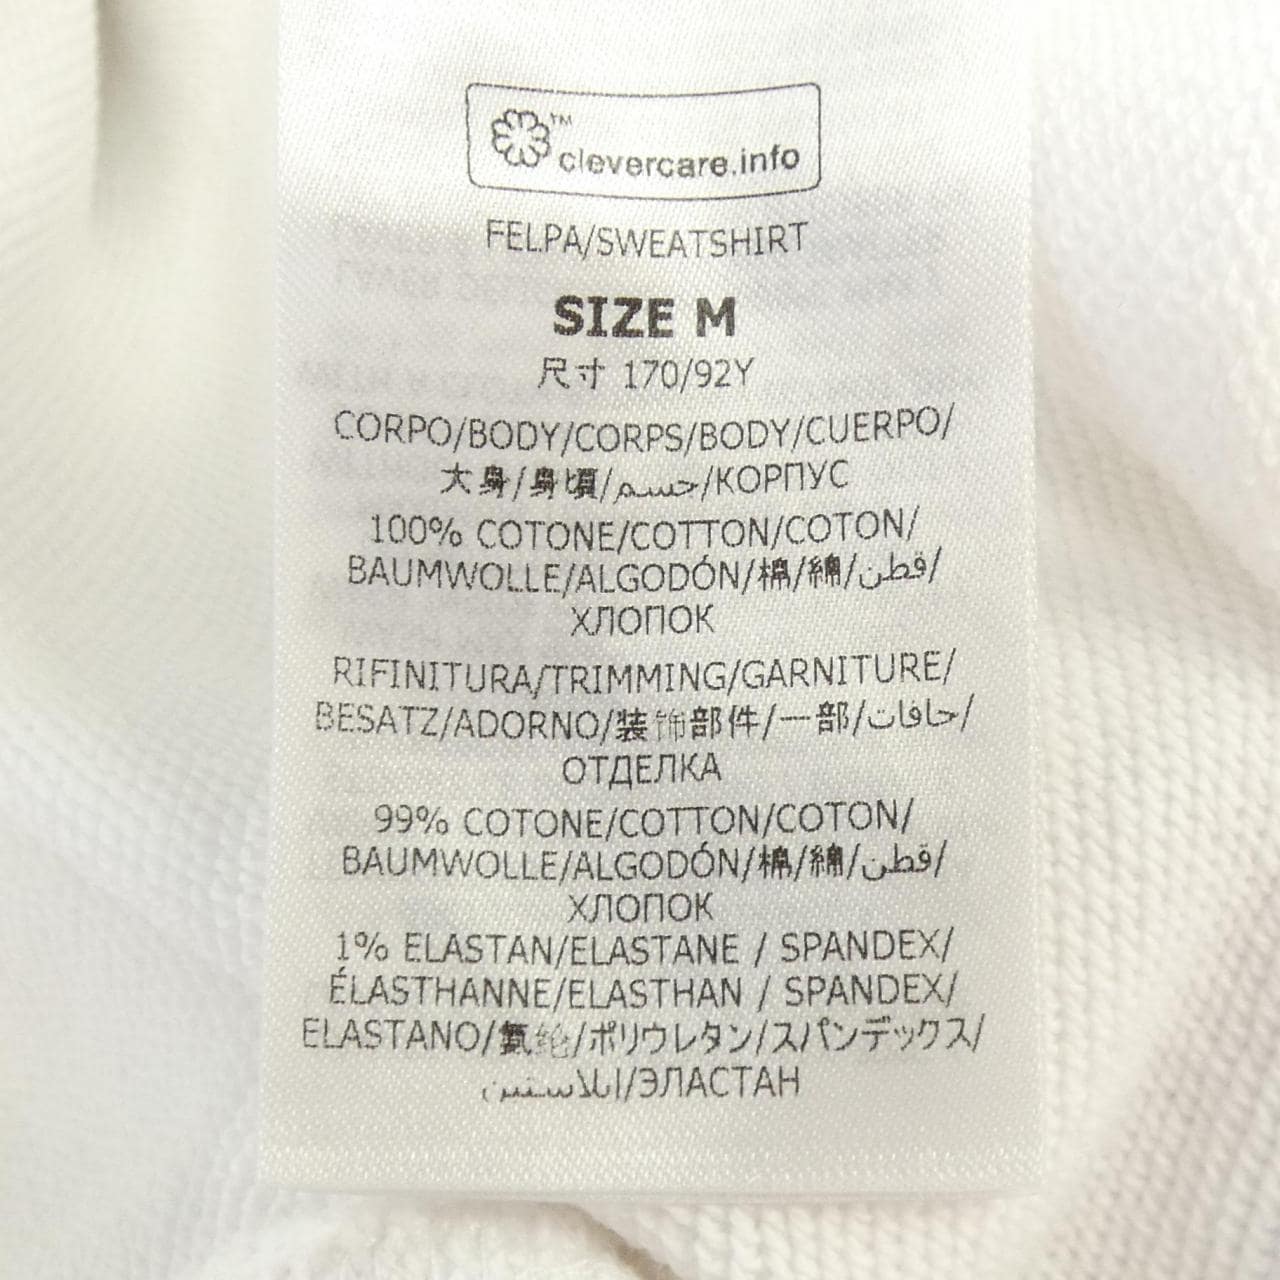 ™
clevercare.info
FELPA/SWEATSHIRT
SIZE M
尺寸 170/92Y
CORPO/BODY/CORPS/BODY/CUERPO/
大身/身頃/جسم/КОРПУС
100% COTONE/COTTON/COTON/
BAUMWOLLE/ALGODÓN/棉/綿/قطن/
ХЛОПОК
RIFINITURA/TRIMMING/GARNITURE/
BESATZ/ADORNO/装饰部件/一部/حافات/
ОТДЕЛКА
99% COTONE/COTTON/COTON/
BAUMWOLLE/ALGODÓN/棉/綿/قطن/
ХЛОПОК
1% ELASTAN/ELASTANE / SPANDEX/
ÉLASTHANNE/ELASTHAN / SPANDEX/
ELASTANO/氨纶/ポリウレタン/スパンデックス/
ايلاستين/ЭЛАСТАН